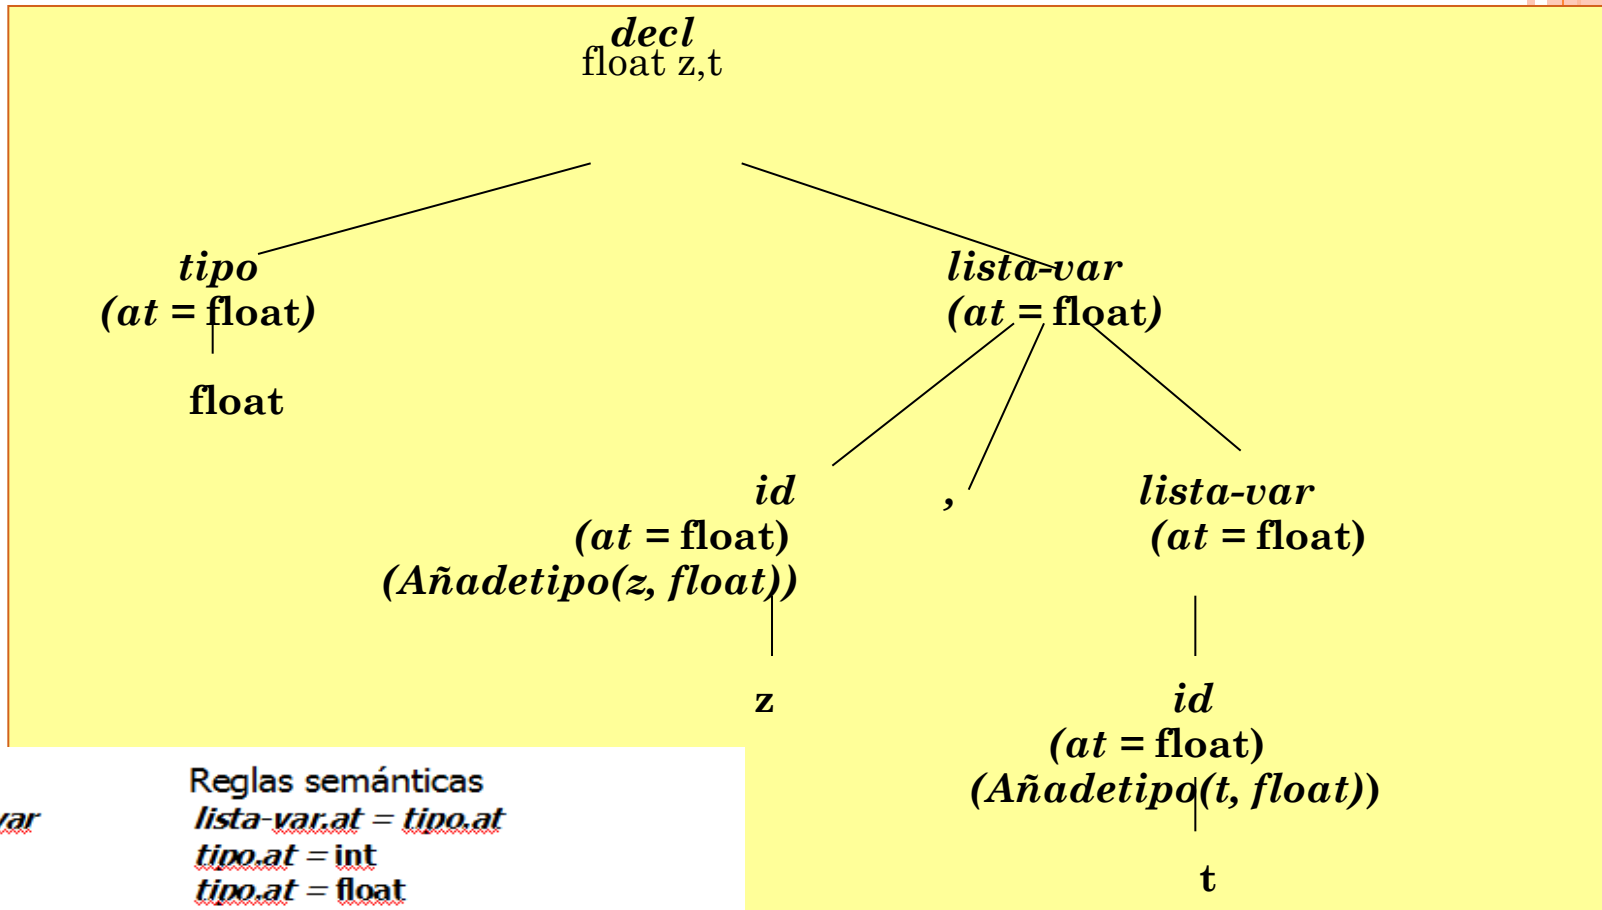 decl
float z,t
tipo
(at = float)
float
lista-var
(at = float)
id
(at = float)
(Añadetipo(z, float))
z
,
lista-var
(at = float)
id
(at = float)
(Añadetipo(t, float))
t
Reglas semánticas
var
lista-var.at = tipo.at
tipo.at = int
tipo.at = float